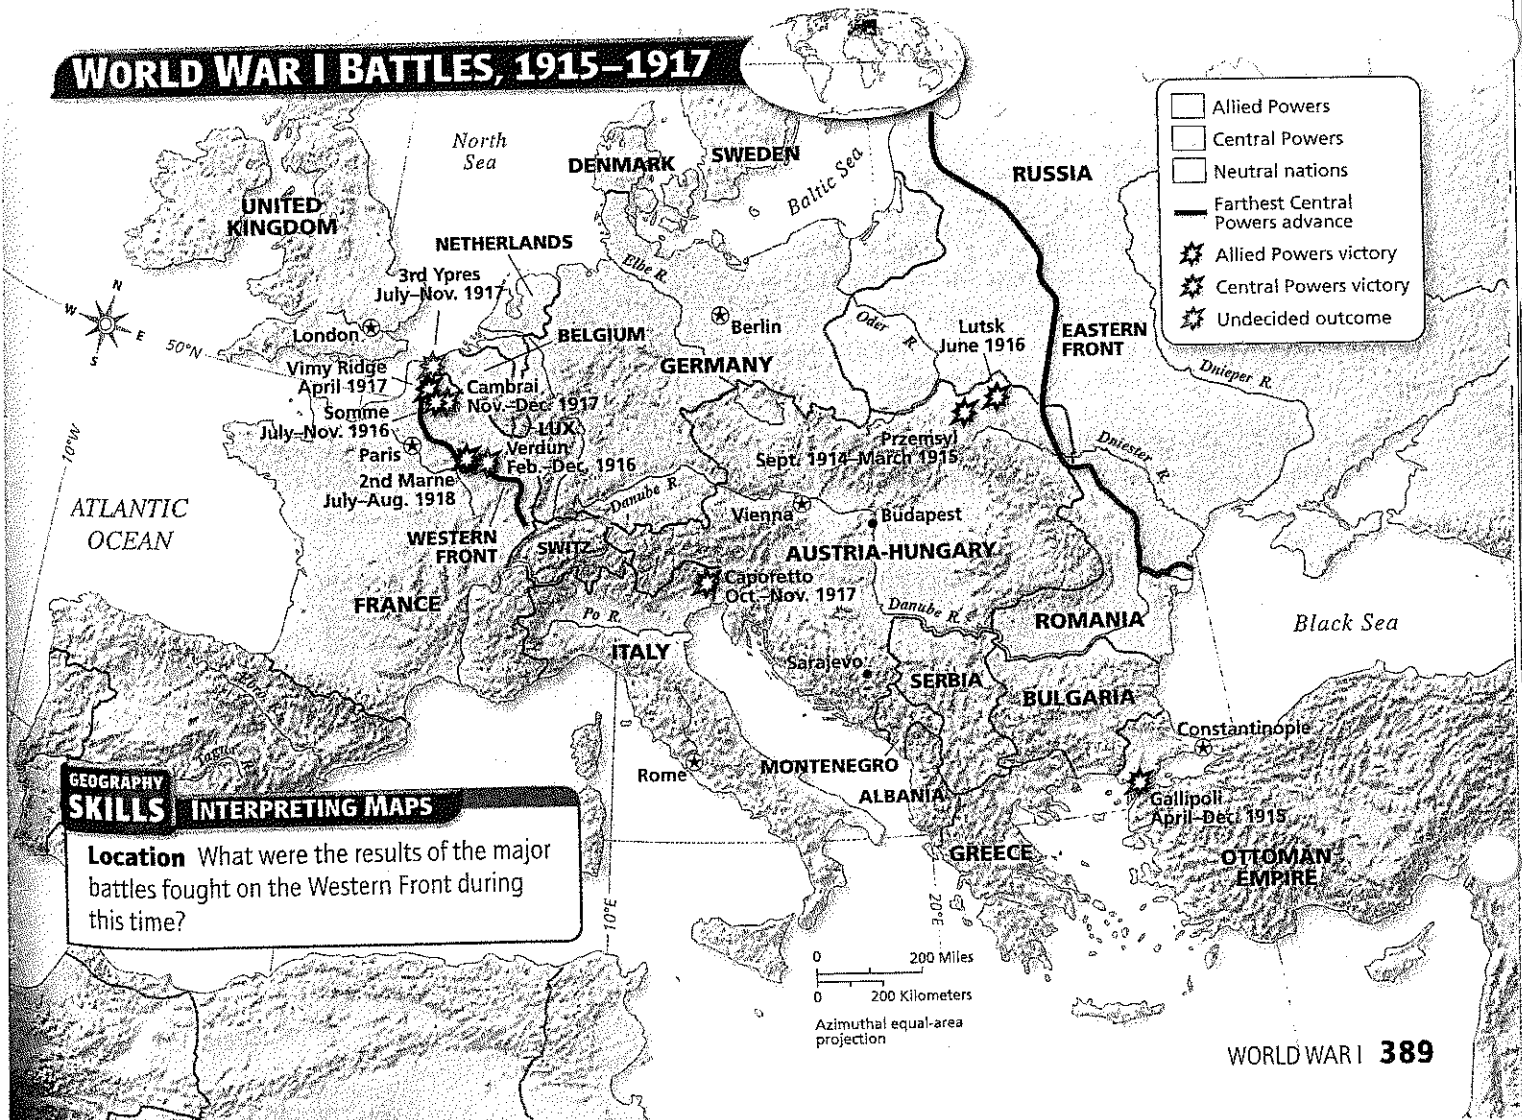 WORLD WAR I BATTLES, 1915–1917
Allied Powers
Central Powers
Neutral nations
Farthest Central
Powers advance
Allied Powers victory
Central Powers victory
Undecided outcome
North
Sea
DENMARK
SWEDEN
Baltic Sea
RUSSIA
UNITED
KINGDOM
NETHERLANDS
3rd Ypres
July–Nov. 1917
Elbe R.
N
W
E
S
London
50°N
BELGIUM
Berlin
Oder
R.
Lutsk
June 1916
EASTERN
FRONT
GERMANY
Vimy Ridge
April 1917
Cambrai
Nov.–Dec. 1917
Dnieper R.
Somme
July–Nov. 1916
LUX.
Paris
Verdun
Feb.–Dec. 1916
Przemsyl
Sept. 1914–March 1915
Dniester R.
10°W
2nd Marne
July–Aug. 1918
Danube R.
Vienna
Budapest
ATLANTIC
OCEAN
WESTERN
FRONT
SWITZ.
AUSTRIA-HUNGARY
Caporetto
Oct.–Nov. 1917
FRANCE
Po R.
Danube R.
ROMANIA
Black Sea
ITALY
Sarajevo
SERBIA
BULGARIA
Constantinople
Rome
MONTENEGRO
ALBANIA
Gallipoli
April–Dec. 1915
GREECE
OTTOMAN
EMPIRE
GEOGRAPHY
SKILLS
INTERPRETING MAPS
Location What were the results of the major
battles fought on the Western Front during
this time?
10°E
20°E
0
200 Miles
0
200 Kilometers
Azimuthal equal-area
projection
WORLD WAR I 389